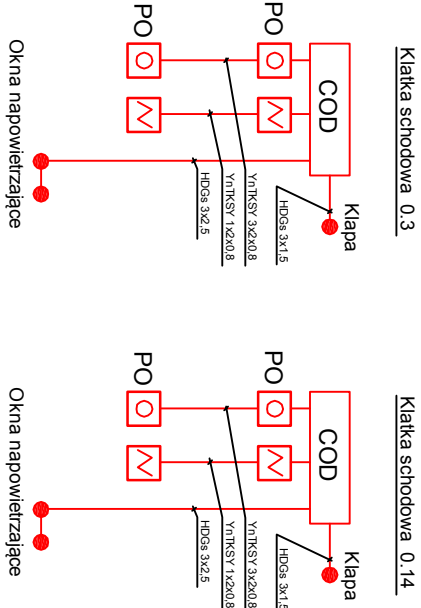 Klatka schodowa 0.3
COD
Klapa
PO
PO
HDGs 3x1,5
YnTKSY 3x2x0,8
YnTKSY 1x2x0,8
HDGs 3x2,5
Okna napowietrzające
Klatka schodowa 0.14
COD
Klapa
PO
PO
HDGs 3x1,5
YnTKSY 3x2x0,8
YnTKSY 1x2x0,8
HDGs 3x2,5
Okna napowietrzające